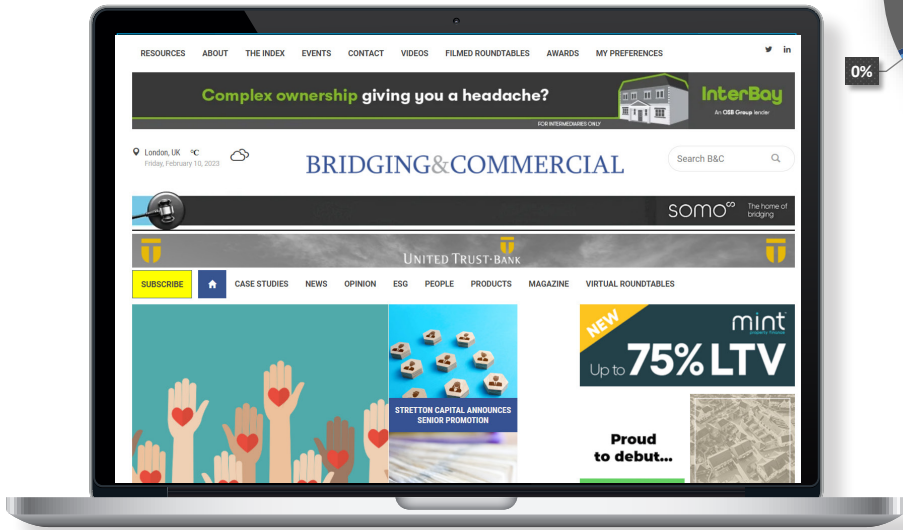 RESOURCES ABOUT THE INDEX EVENTS CONTACT VIDEOS FILMED ROUNDTABLES AWARDS MY PREFERENCES
0%
Complex ownership giving you a headache?
InterBay
An OSB Group lender
FOR INTERMEDIARIES ONLY
London, UK °C
Friday, February 10, 2023
BRIDGING&COMMERCIAL
Search B&C
somo
The home of
bridging
UNITED TRUST BANK
SUBSCRIBE CASE STUDIES NEWS OPINION ESG PEOPLE PRODUCTS MAGAZINE VIRTUAL ROUNDTABLES
NEW
mint
property finance
Up to 75% LTV
STRETTON CAPITAL ANNOUNCES
SENIOR PROMOTION
Proud
to debut...